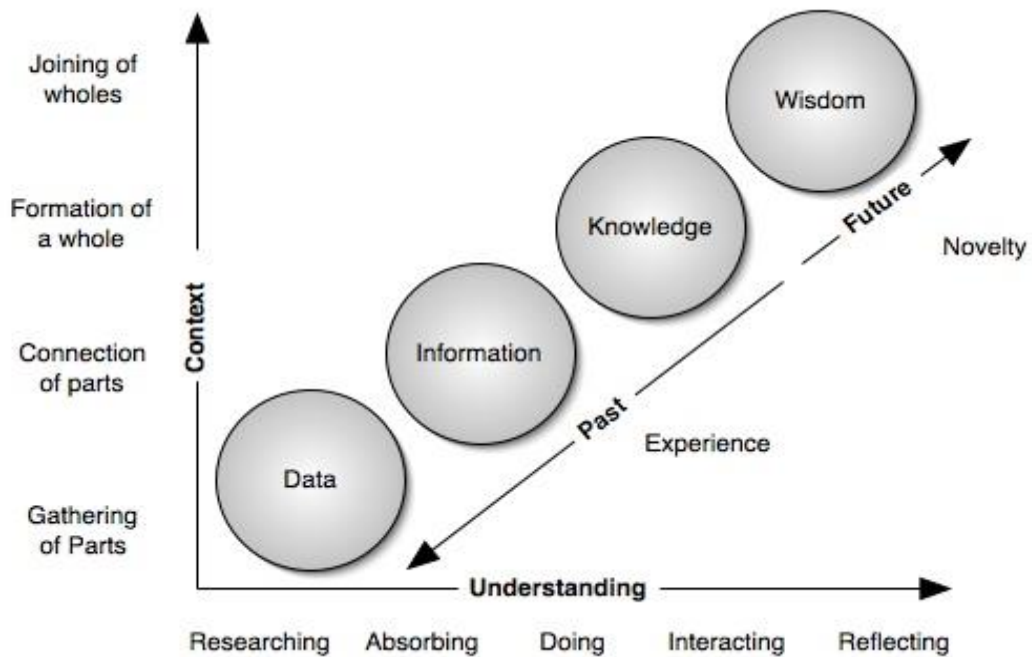 Joining of
wholes
Wisdom
Formation of
a whole
Knowledge
Future
Novelty
Context
Connection
of parts
Information
Past
Experience
Data
Gathering
of Parts
Understanding
Researching Absorbing Doing Interacting Reflecting